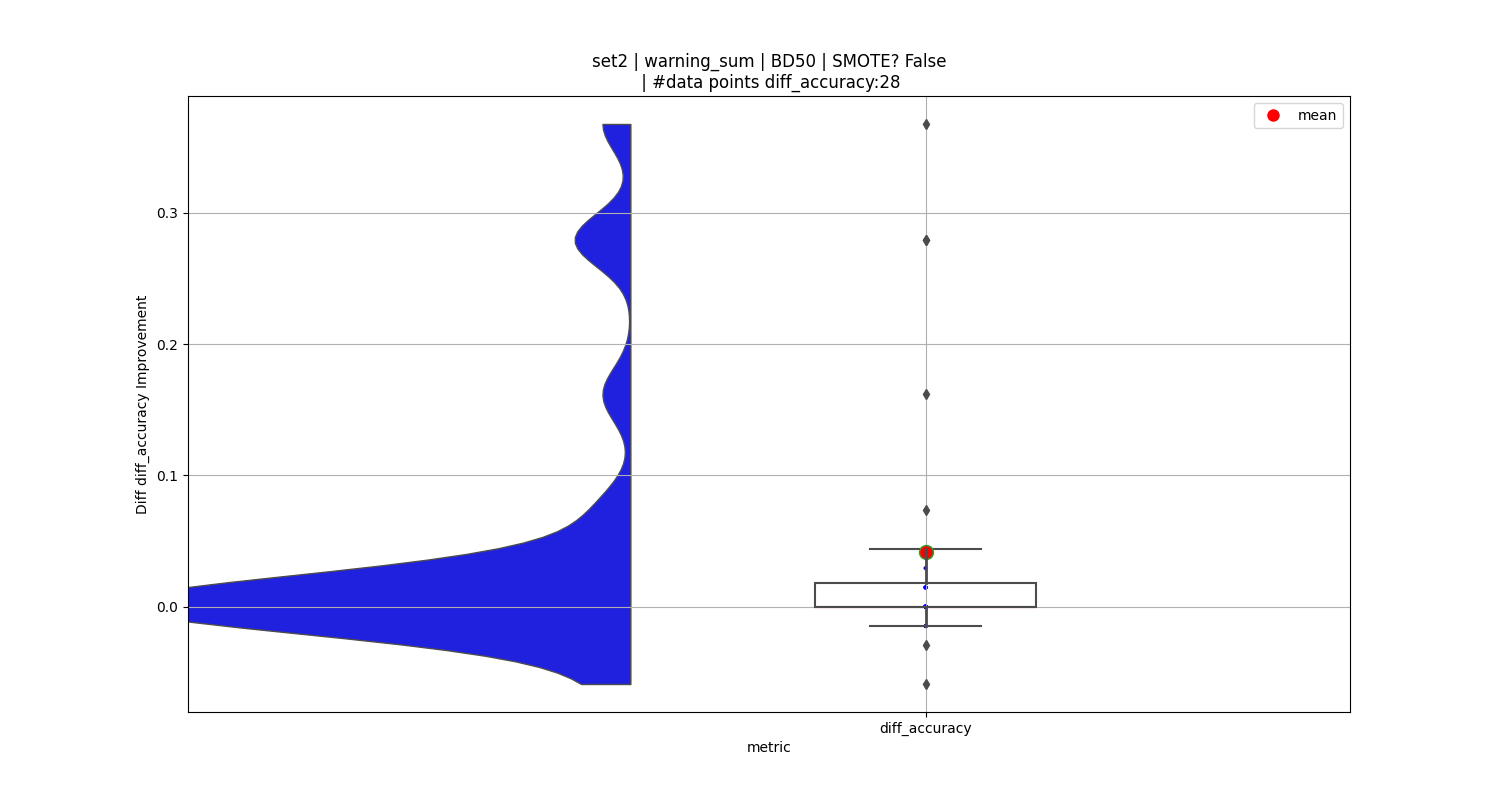 set2 | warning_sum | BD50 | SMOTE? False
| #data points diff_accuracy:28
mean
Diff diff_accuracy Improvement
0.3
0.2
0.1
0.0
diff_accuracy
metric